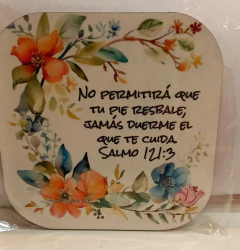 No permitirá que
tu pie resbale;
jamás duerme el
que te cuida.
Salmo 121:3